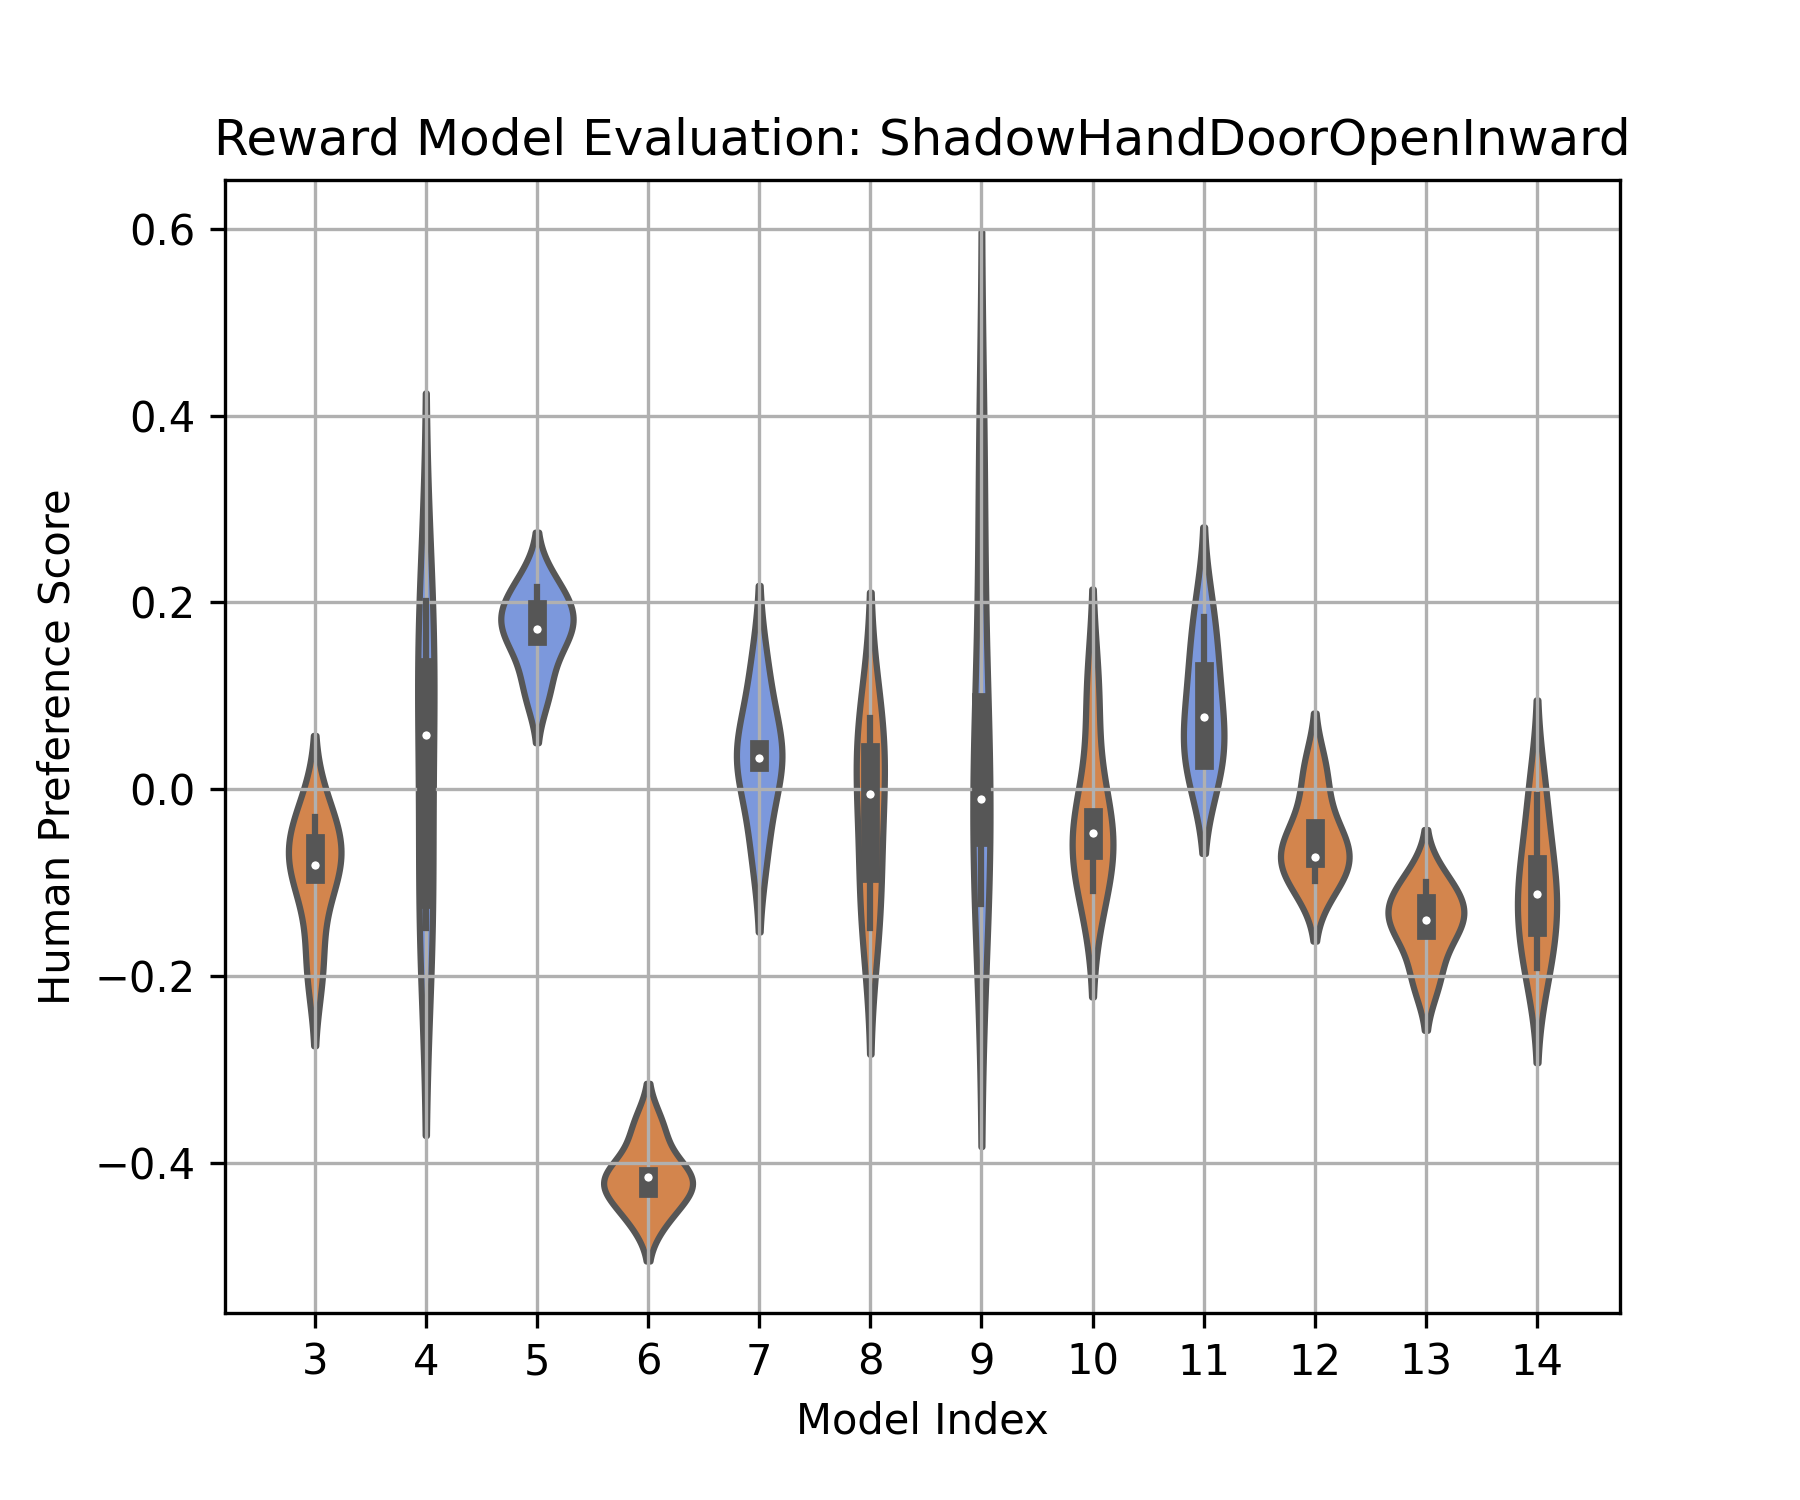 Reward Model Evaluation: ShadowHandDoorOpenInward
Human Preference Score
0.6
0.4
0.2
0.0
−0.2
−0.4
3 4 5 6 7 8 9 10 11 12 13 14
Model Index